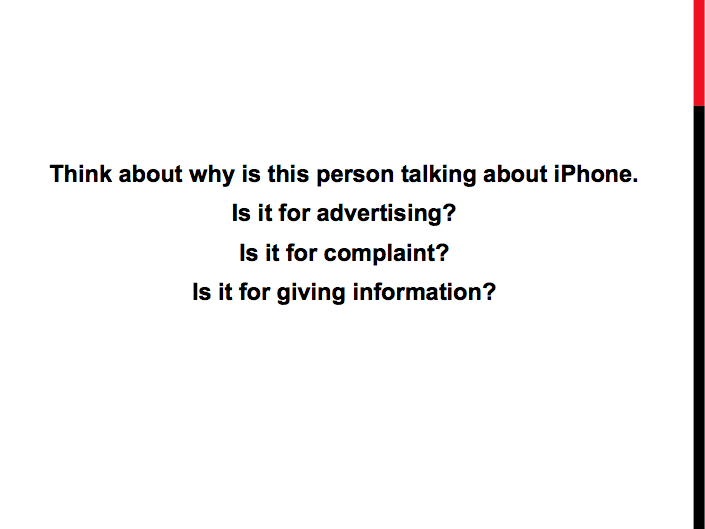 Think about why is this person talking about iPhone.
Is it for advertising?
Is it for complaint?
Is it for giving information?